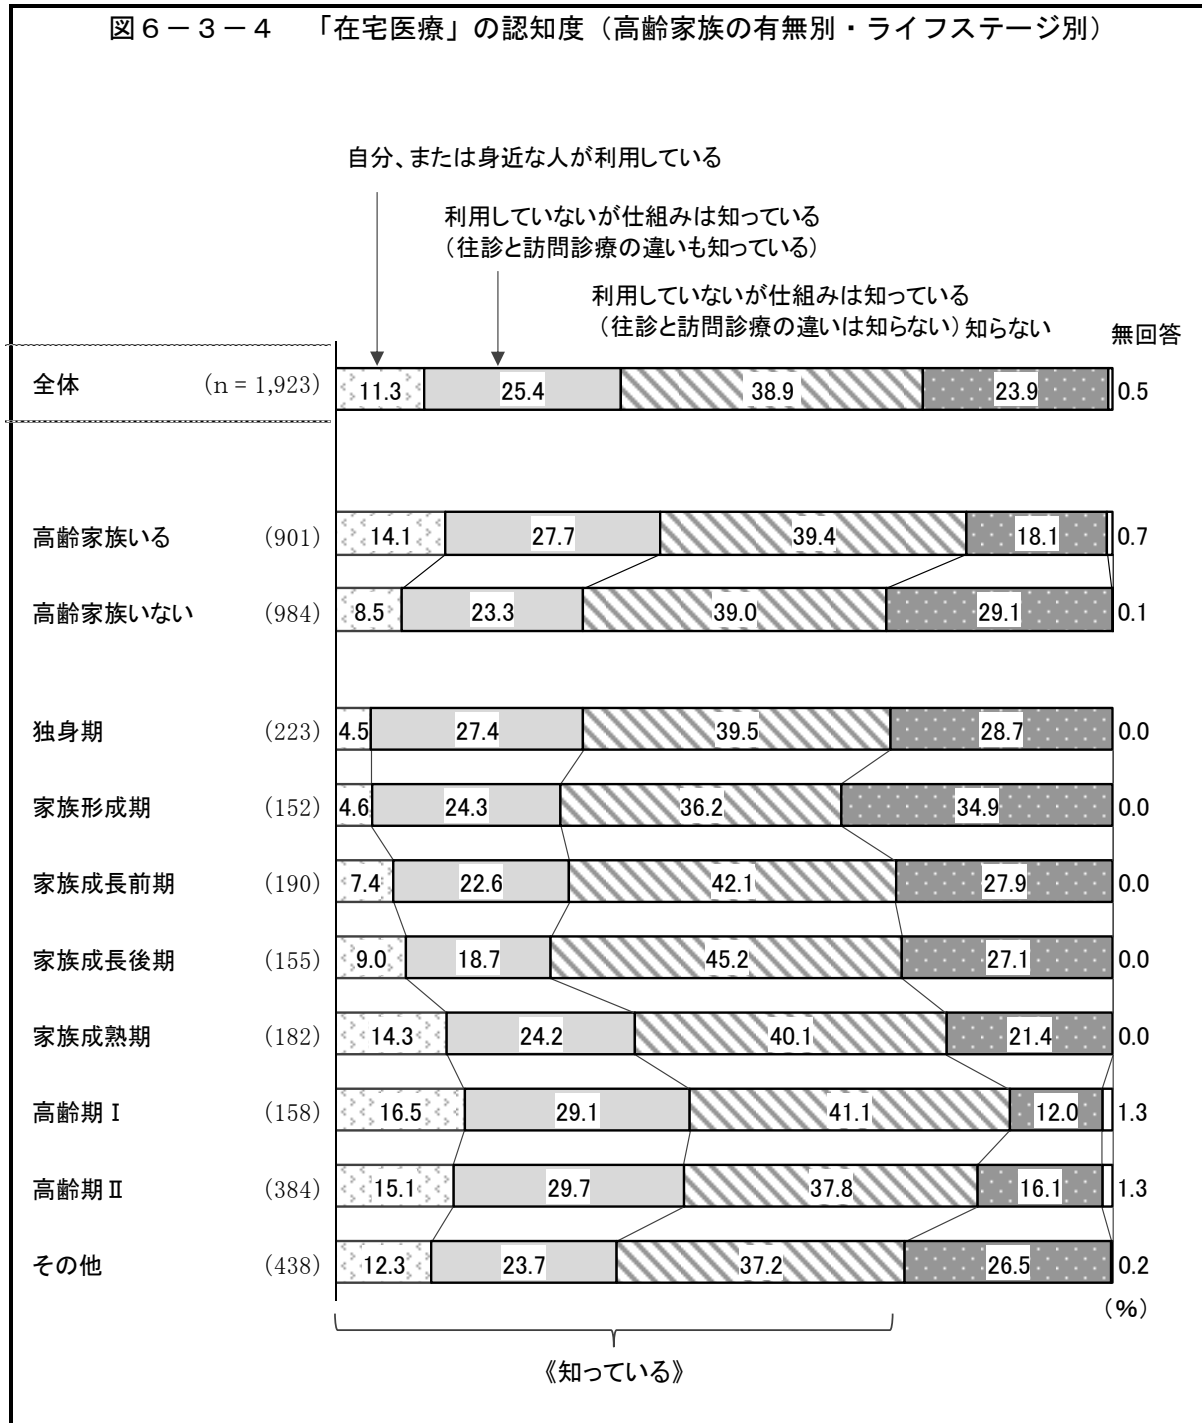 図６－３－４　「在宅医療」の認知度（高齢家族の有無別・ライフステージ別）
自分、または身近な人が利用している
利用していないが仕組みは知っている
（往診と訪問診療の違いも知っている）
利用していないが仕組みは知っている
（往診と訪問診療の違いは知らない） 知らない 無回答
全体 (n = 1,923) 11.3 25.4 38.9 23.9 0.5
高齢家族いる (901) 14.1 27.7 39.4 18.1 0.7
高齢家族いない (984) 8.5 23.3 39.0 29.1 0.1
独身期 (223) 4.5 27.4 39.5 28.7 0.0
家族形成期 (152) 4.6 24.3 36.2 34.9 0.0
家族成長前期 (190) 7.4 22.6 42.1 27.9 0.0
家族成長後期 (155) 9.0 18.7 45.2 27.1 0.0
家族成熟期 (182) 14.3 24.2 40.1 21.4 0.0
高齢期Ⅰ (158) 16.5 29.1 41.1 12.0 1.3
高齢期Ⅱ (384) 15.1 29.7 37.8 16.1 1.3
その他 (438) 12.3 23.7 37.2 26.5 0.2
（％）
《知っている》